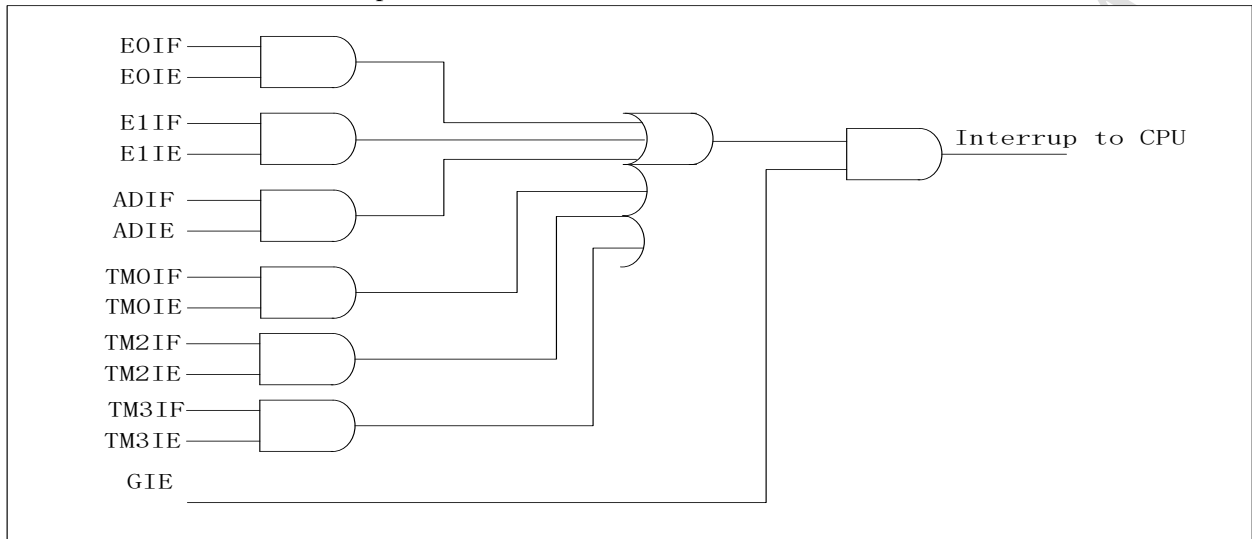 E0IF
E0IE
E1IF
E1IE
ADIF
ADIE
TM0IF
TM0IE
TM2IF
TM2IE
TM3IF
TM3IE
GIE
Interrup to CPU